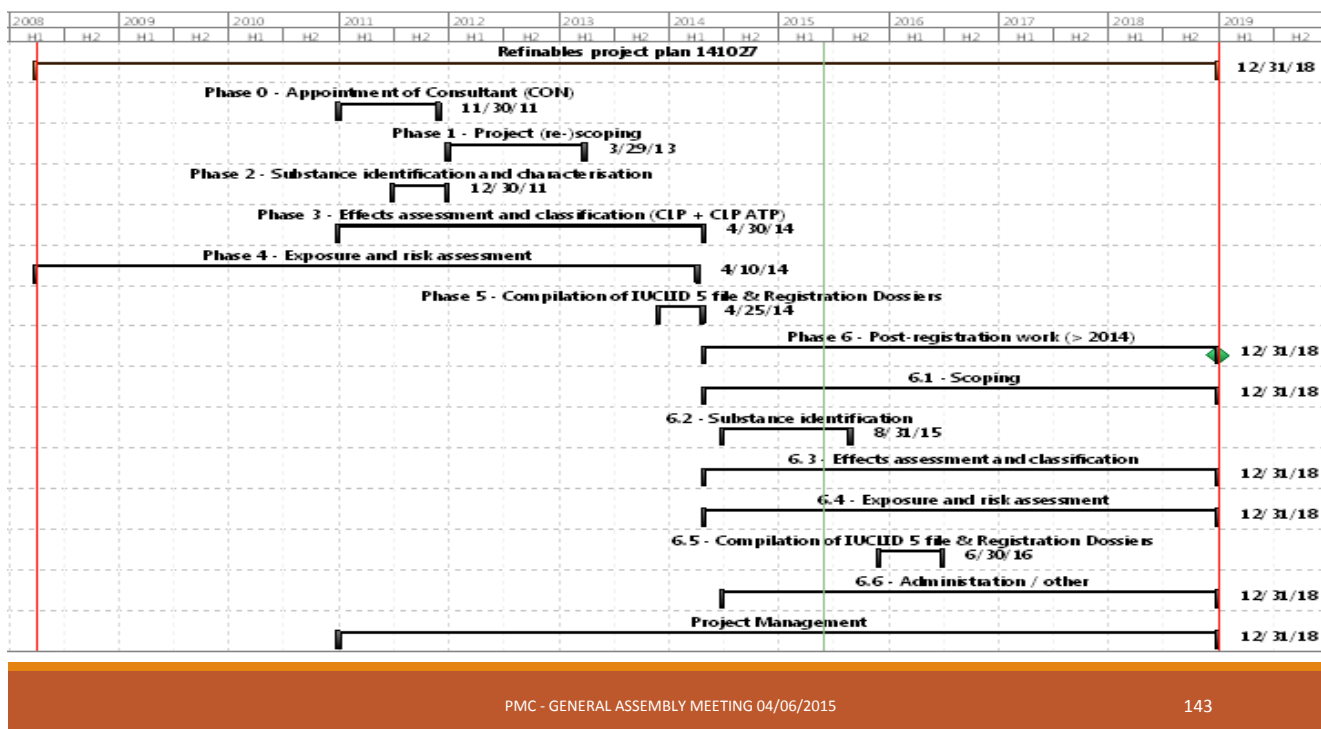 2008 2009 2010 2011 2012 2013 2014 2015 2016 2017 2018 2019
H1 H2 H1 H2 H1 H2 H1 H2 H1 H2 H1 H2 H1 H2 H1 H2 H1 H2 H1 H2 H1 H2 H1 H2
Refinables project plan 141027
12/31/18
Phase 0 - Appointment of Consultant (CON)
11/30/11
Phase 1 - Project (re-)scoping
3/29/13
Phase 2 - Substance identification and characterisation
12/30/11
Phase 3 - Effects assessment and classification (CLP + CLP ATP)
4/30/14
Phase 4 - Exposure and risk assessment
4/10/14
Phase 5 - Compilation of IUCLID 5 file & Registration Dossiers
4/25/14
Phase 6 - Post-registration work (> 2014)
12/31/18
6.1 - Scoping
12/31/18
6.2 - Substance identification
8/31/15
6.3 - Effects assessment and classification
12/31/18
6.4 - Exposure and risk assessment
12/31/18
6.5 - Compilation of IUCLID 5 file & Registration Dossiers
6/30/16
6.6 - Administration / other
12/31/18
Project Management
12/31/18
PMC - GENERAL ASSEMBLY MEETING 04/06/2015 143